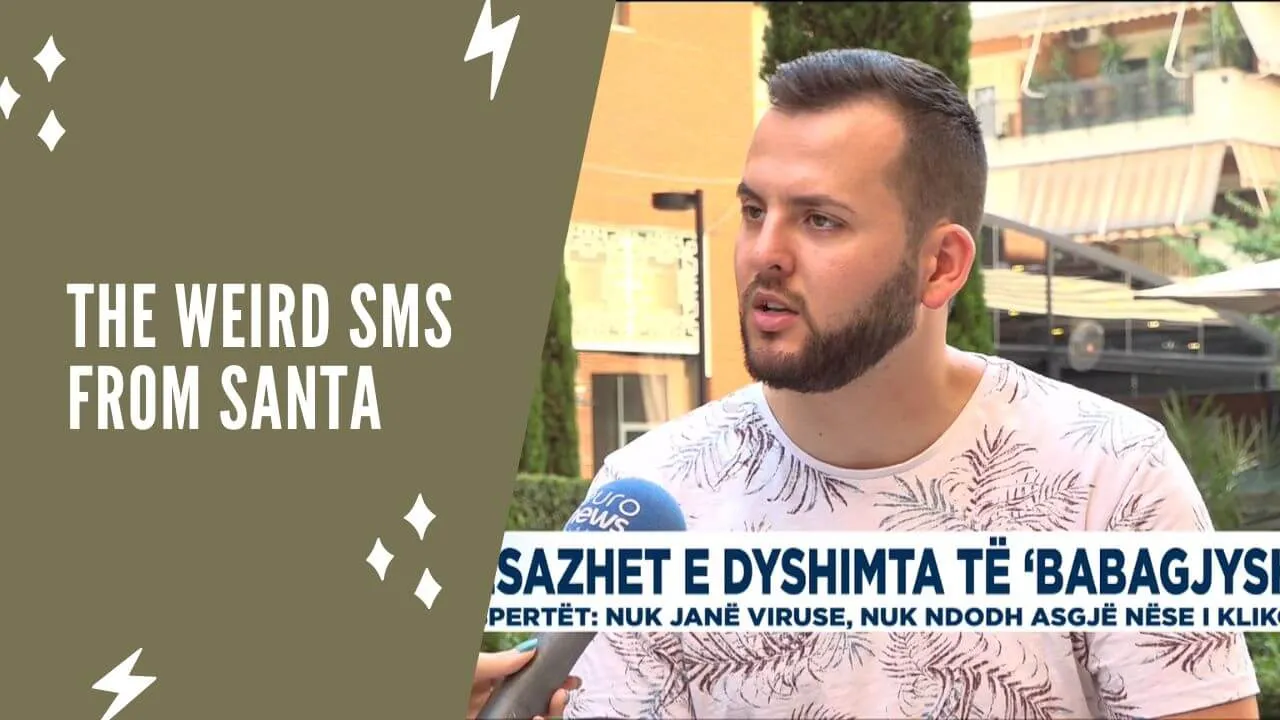 THE WEIRD SMS
FROM SANTA
euro
news
SAZHET E DYSHIMTA TË ‘BABAGJYSH
PERTËT: NUK JANË VIRUSE, NUK NDODH ASGJË NËSE I KLIKO